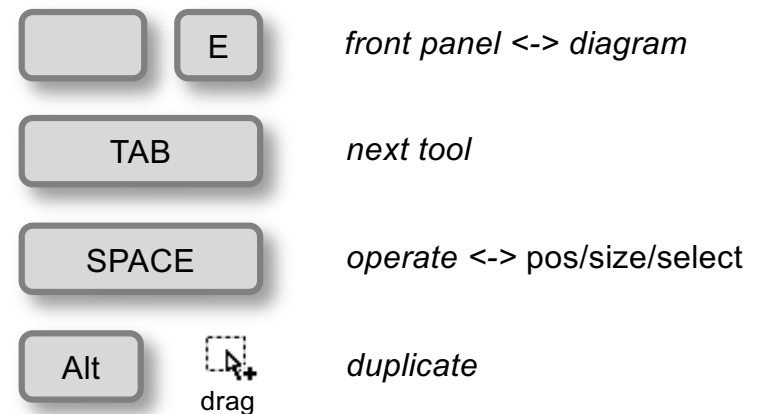 E front panel <-> diagram
TAB next tool
SPACE operate <-> pos/size/select
Alt duplicate
drag